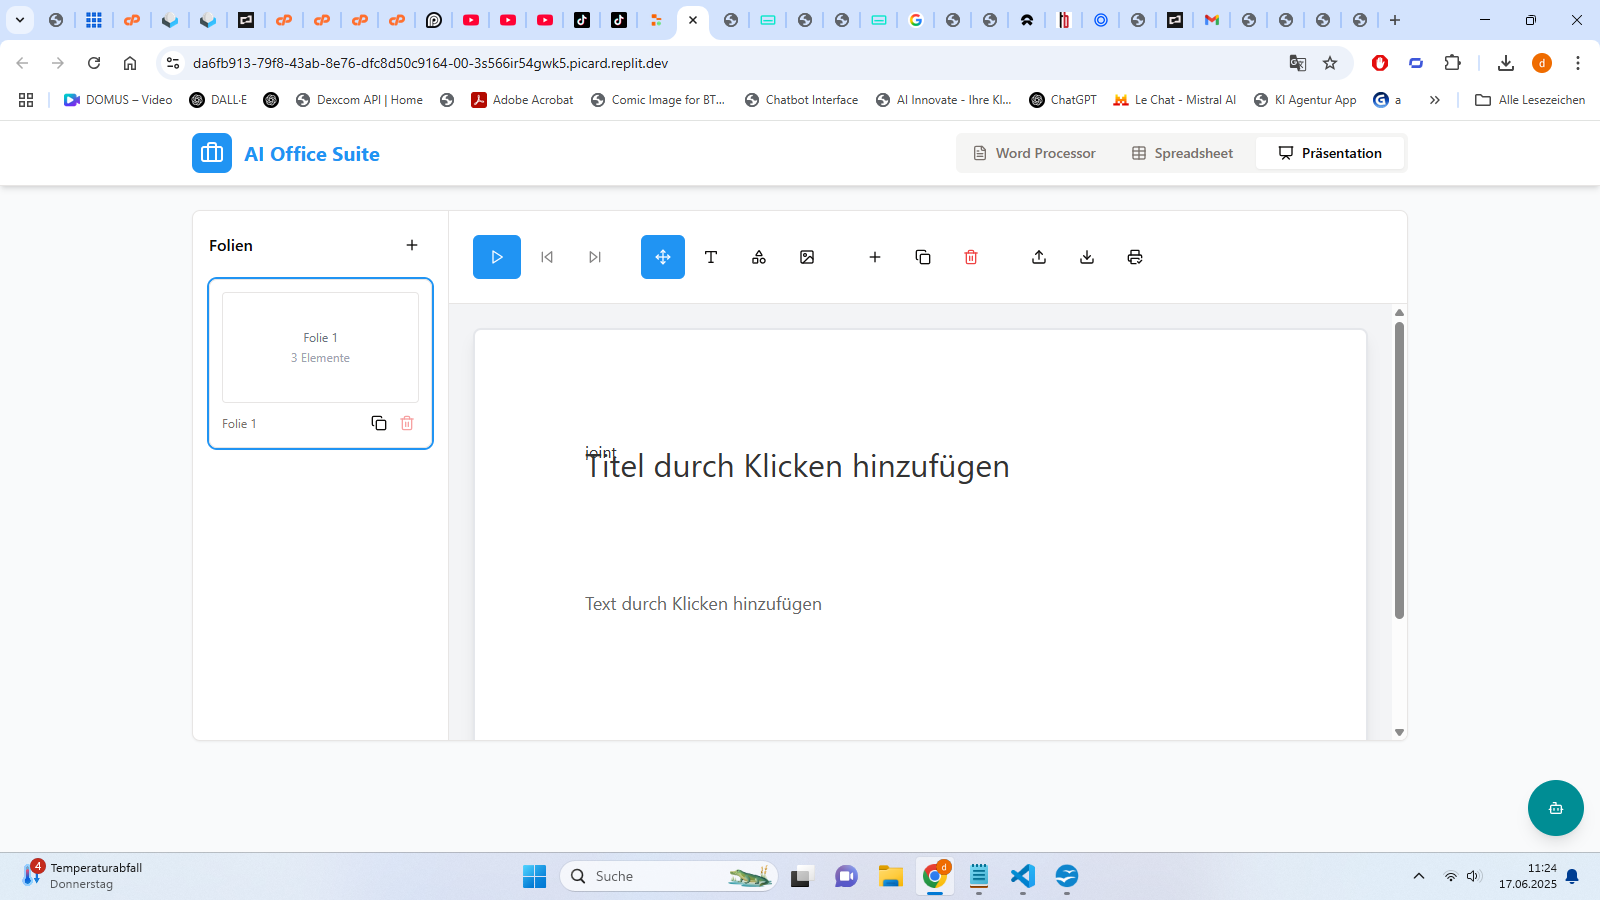 da6fb913-79f8-43ab-8e76-dfc8d50c9164-00-3s566ir54gwk5.picard.replit.dev
d
DOMUS – Video
DALL·E
Dexcom API | Home
Adobe Acrobat
Comic Image for BT...
Chatbot Interface
AI Innovate - Ihre KI...
ChatGPT
Le Chat - Mistral AI
KI Agentur App
a
Alle Lesezeichen
AI Office Suite
Word Processor
Spreadsheet
Präsentation
Folien
Folie 1
3 Elemente
Folie 1
joint
Titel durch Klicken hinzufügen
Text durch Klicken hinzufügen
4
Temperaturabfall
Donnerstag
Suche
d
11:24
17.06.2025